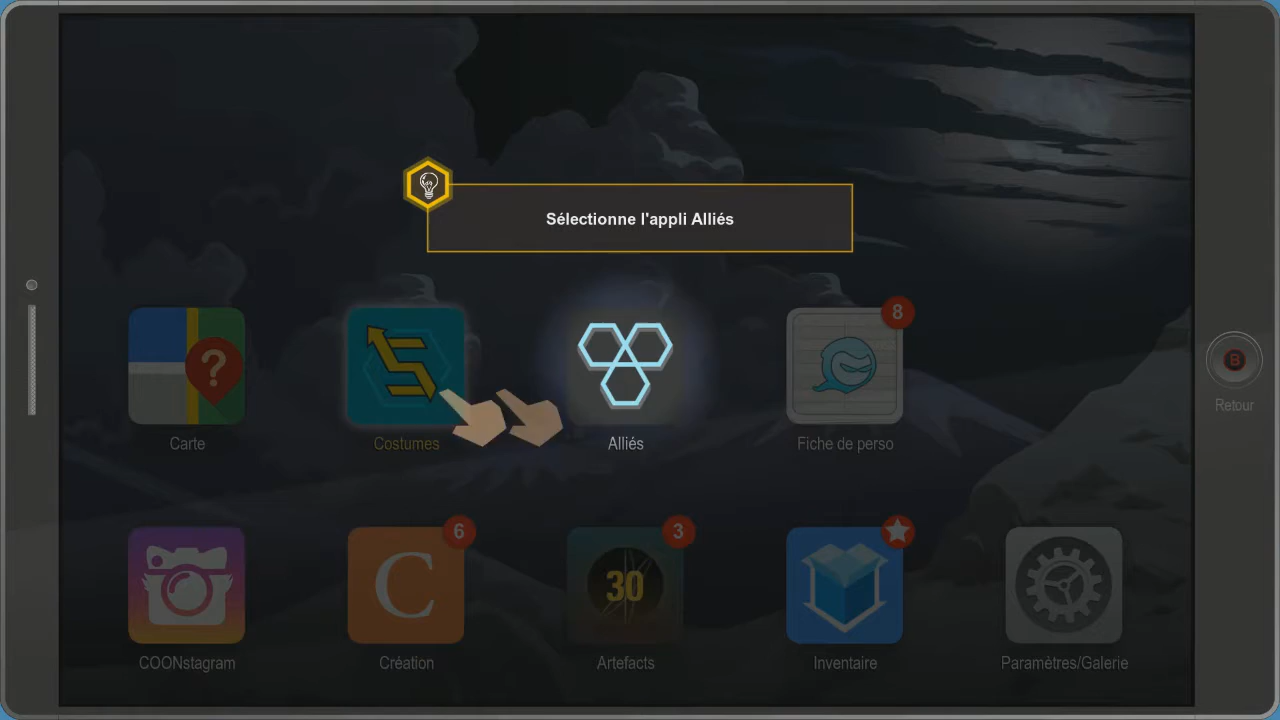 Sélectionne l'appli Alliés
?
8
B
Carte
Costumes
Alliés
Fiche de perso
Retour
6
3
C
30
COONstagram
Création
Artefacts
Inventaire
Paramètres/Galerie